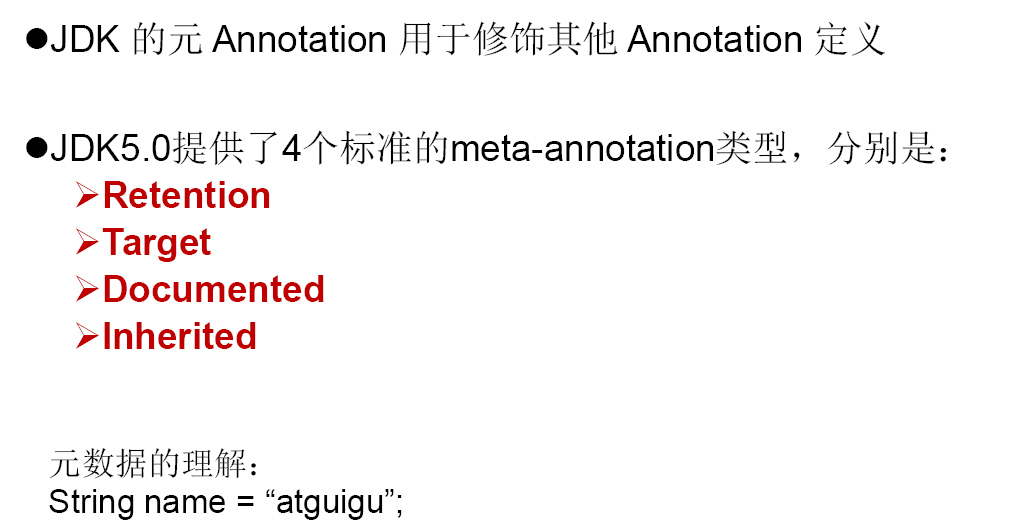 ●JDK 的元 Annotation 用于修饰其他 Annotation 定义
●JDK5.0提供了4个标准的meta-annotation类型，分别是：
➢Retention
➢Target
➢Documented
➢Inherited
元数据的理解：
String name = “atguigu”;